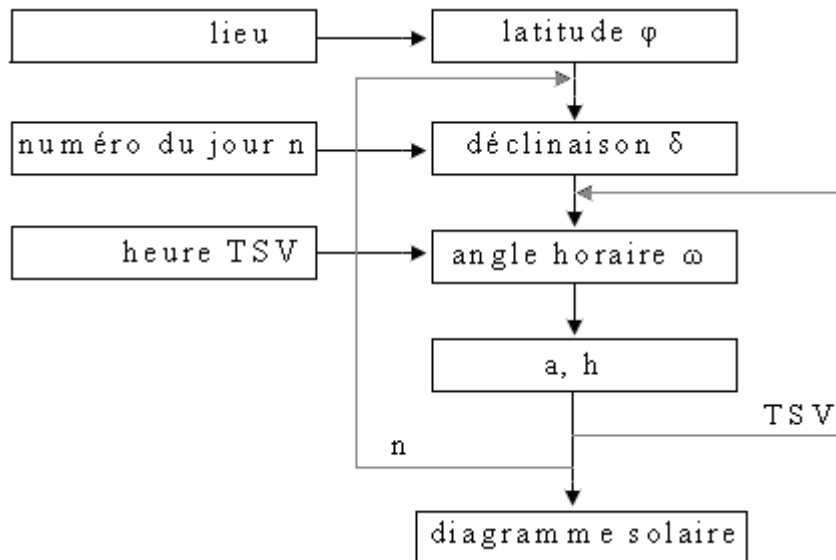 lieu
latitude φ
numéro du jour n
déclinaison δ
heure TSV
angle horaire ω
a, h
TSV
n
diagramme solaire